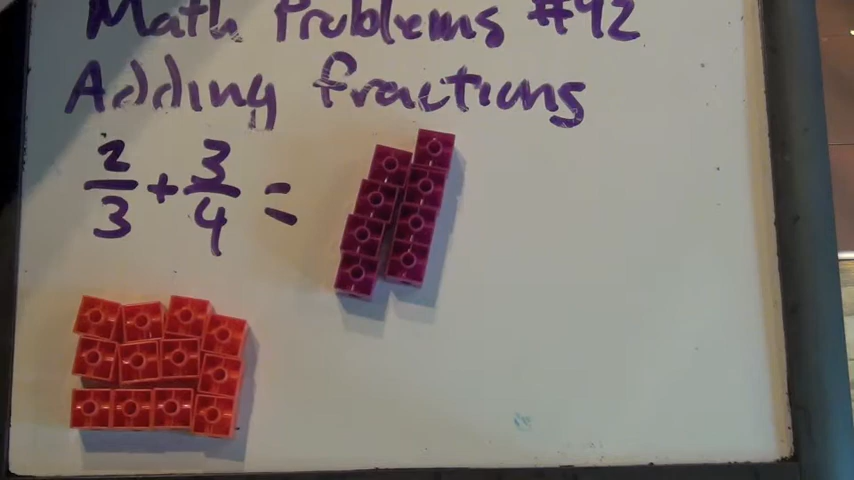 Math Problems #92
Adding fractions
2/3 + 3/4 =